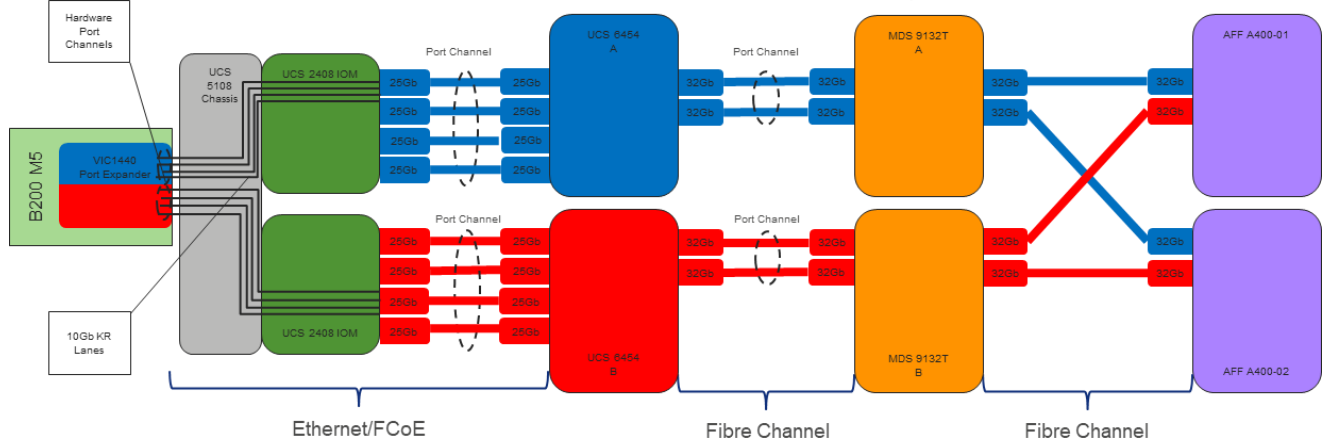 Hardware
Port
Channels
B200 M5
VIC1440
Port Expander
10Gb KR
Lanes
UCS
5108
Chassis
UCS 2408 IOM
UCS 2408 IOM
25Gb
25Gb
25Gb
25Gb
25Gb
25Gb
25Gb
25Gb
Port Channel
25Gb
25Gb
25Gb
25Gb
25Gb
25Gb
25Gb
25Gb
Port Channel
UCS 6454
A
UCS 6454
B
32Gb
32Gb
32Gb
32Gb
Port Channel
32Gb
32Gb
32Gb
32Gb
Port Channel
MDS 9132T
A
MDS 9132T
B
32Gb
32Gb
32Gb
32Gb
32Gb
32Gb
32Gb
32Gb
AFF A400-01
AFF A400-02
Ethernet/FCoE
Fibre Channel
Fibre Channel